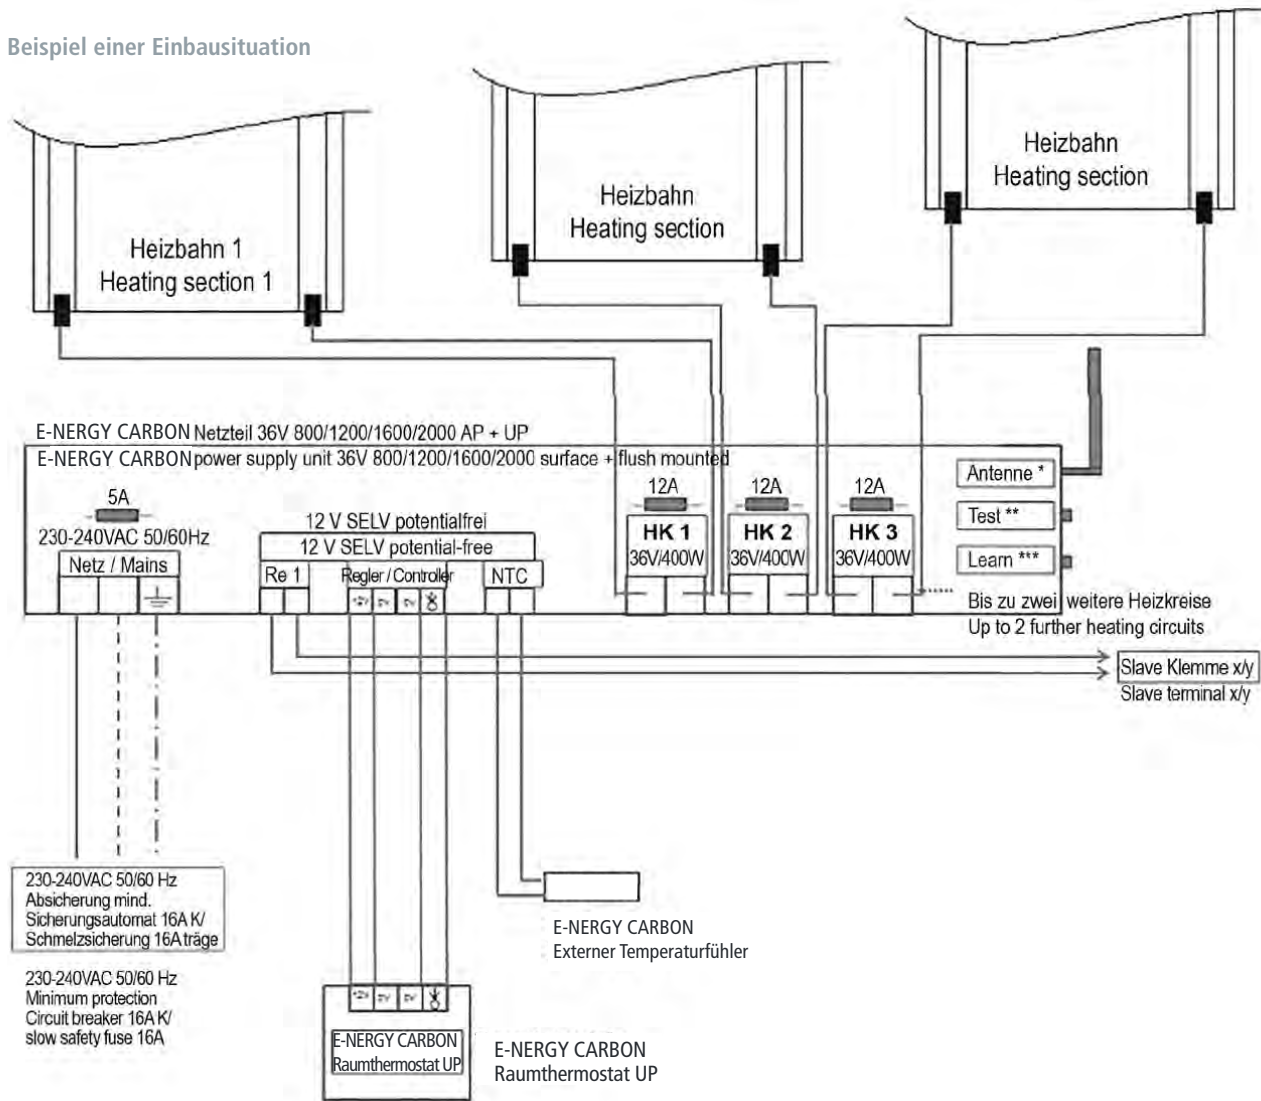 Beispiel einer Einbausituation
Heizbahn 1
Heating section 1
Heizbahn
Heating section
Heizbahn
Heating section
E-NERGY CARBON Netzteil 36V 800/1200/1600/2000 AP + UP
E-NERGY CARBON power supply unit 36V 800/1200/1600/2000 surface + flush mounted
5A
230-240VAC 50/60Hz
Netz / Mains
12 V SELV potentialfrei
12 V SELV potential-free
Re 1
Regler / Controller
NTC
12A
12A
12A
HK 1
HK 2
HK 3
36V/400W
36V/400W
36V/400W
Antenne *
Test **
Learn ***
Bis zu zwei weitere Heizkreise
Up to 2 further heating circuits
Slave Klemme x/y
Slave terminal x/y
230-240VAC 50/60 Hz
Absicherung mind.
Sicherungsautomat 16A K/
Schmelzsicherung 16A träge
230-240VAC 50/60 Hz
Minimum protection
Circuit breaker 16A K/
slow safety fuse 16A
E-NERGY CARBON
Externer Temperaturfühler
E-NERGY CARBON
Raumthermostat UP
E-NERGY CARBON
Raumthermostat UP